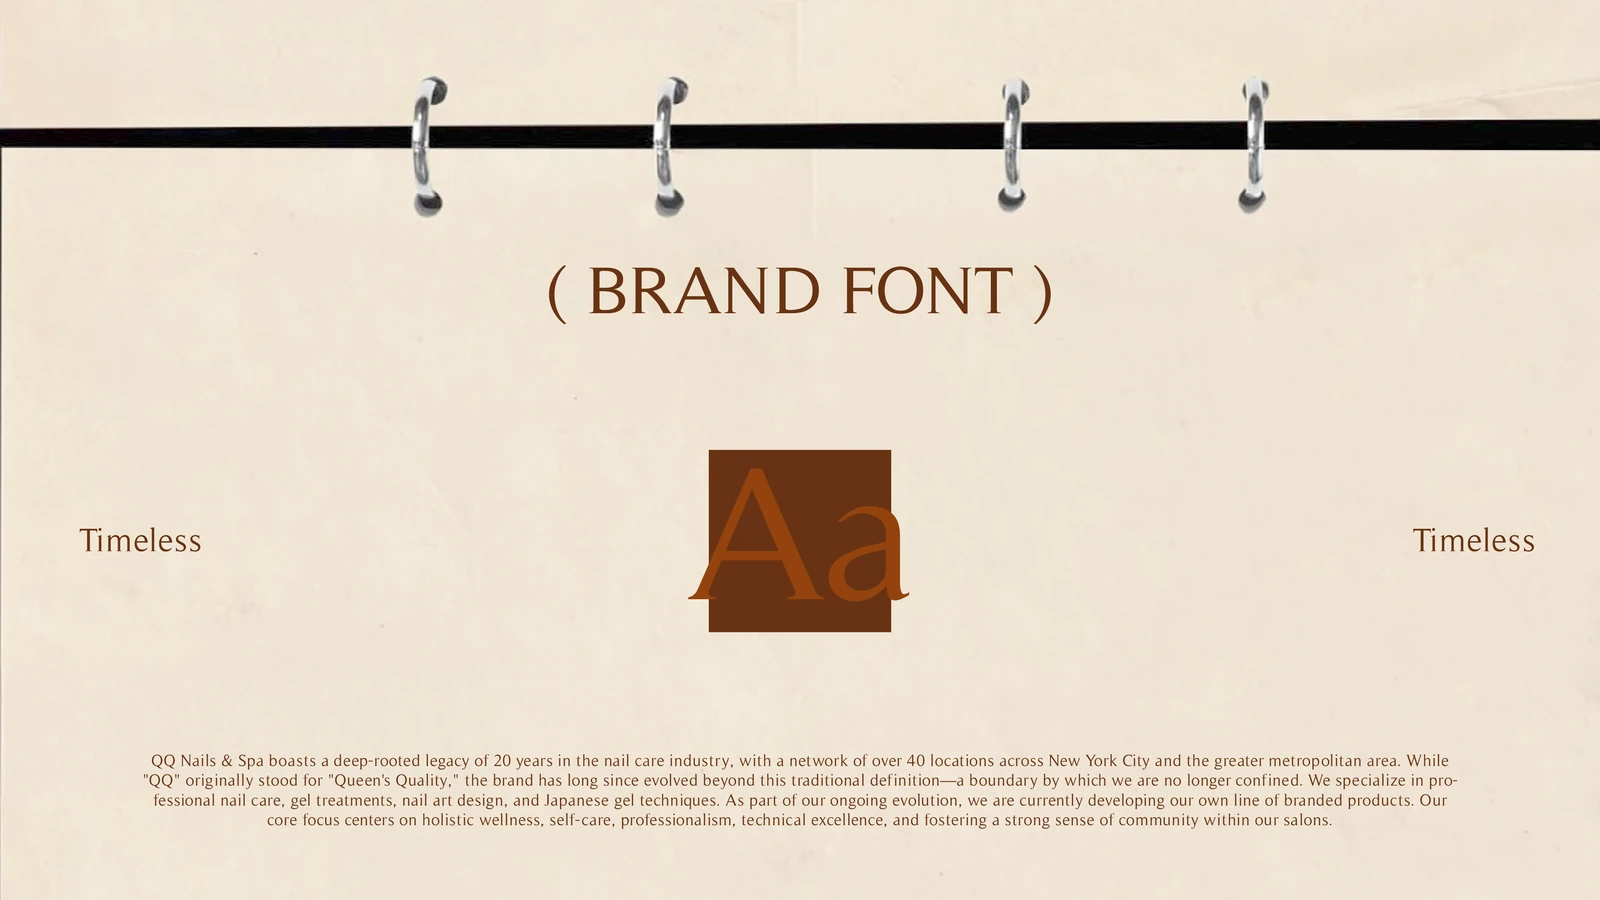 ( BRAND FONT )
Aa
Timeless
Timeless
QQ Nails & Spa boasts a deep-rooted legacy of 20 years in the nail care industry, with a network of over 40 locations across New York City and the greater metropolitan area. While
"QQ" originally stood for "Queen's Quality," the brand has long since evolved beyond this traditional definition—a boundary by which we are no longer confined. We specialize in pro-
fessional nail care, gel treatments, nail art design, and Japanese gel techniques. As part of our ongoing evolution, we are currently developing our own line of branded products. Our
core focus centers on holistic wellness, self-care, professionalism, technical excellence, and fostering a strong sense of community within our salons.